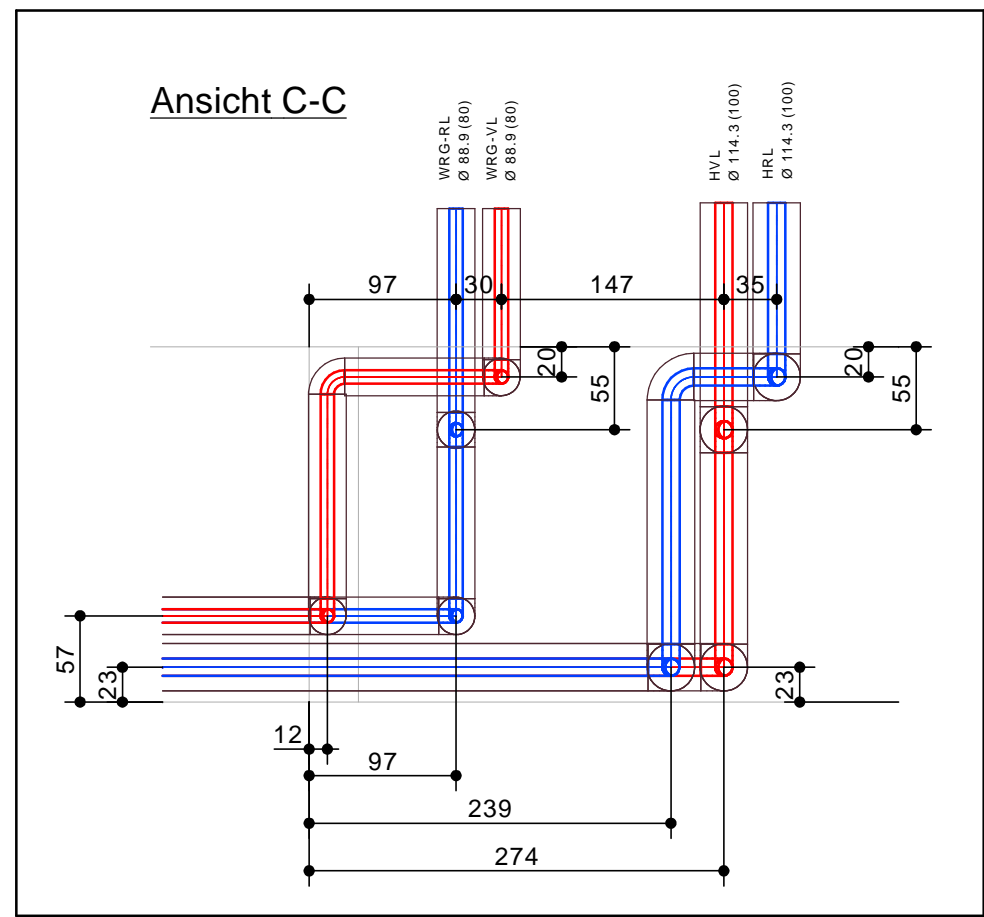 Ansicht C-C
WRG-RL
Ø 88.9 (80)
WRG-VL
Ø 88.9 (80)
HVL
Ø 114.3 (100)
HRL
Ø 114.3 (100)
97
30
147
35
20
55
20
55
57
23
23
12
97
239
274